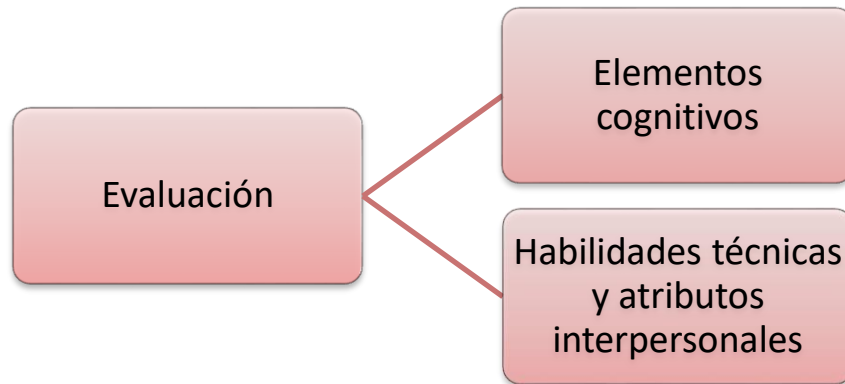 Evaluación
Elementos
cognitivos
Habilidades técnicas
y atributos
interpersonales